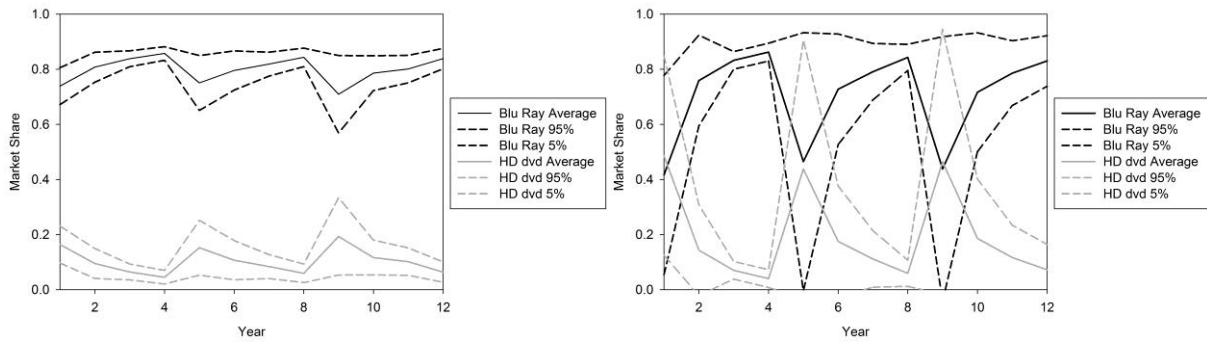 1.0
0.8
0.6
0.4
0.2
0.0
Market Share
2 4 6 8 10 12
Year
Blu Ray Average
Blu Ray 95%
Blu Ray 5%
HD dvd Average
HD dvd 95%
HD dvd 5%
1.0
0.8
0.6
0.4
0.2
0.0
Market Share
2 4 6 8 10 12
Year
Blu Ray Average
Blu Ray 95%
Blu Ray 5%
HD dvd Average
HD dvd 95%
HD dvd 5%